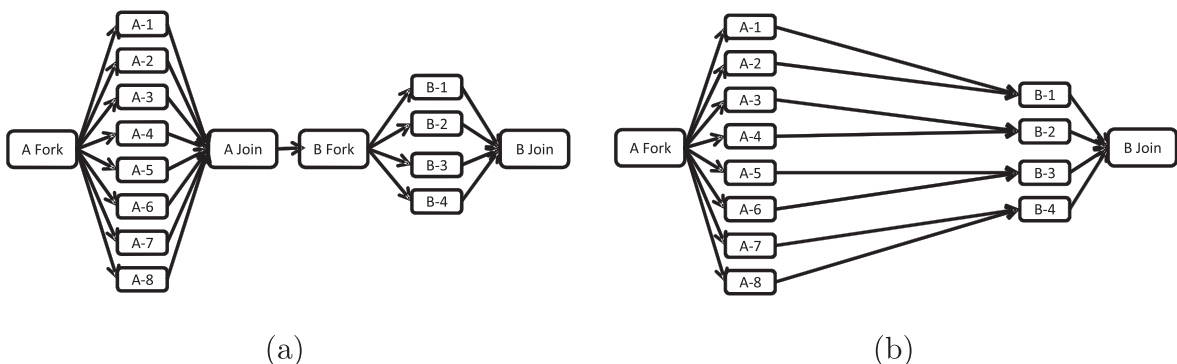 A Fork
A-1
A-2
A-3
A-4
A-5
A-6
A-7
A-8
A Join
B Fork
B-1
B-2
B-3
B-4
B Join
(a)
A Fork
A-1
A-2
A-3
A-4
A-5
A-6
A-7
A-8
B-1
B-2
B-3
B-4
B Join
(b)